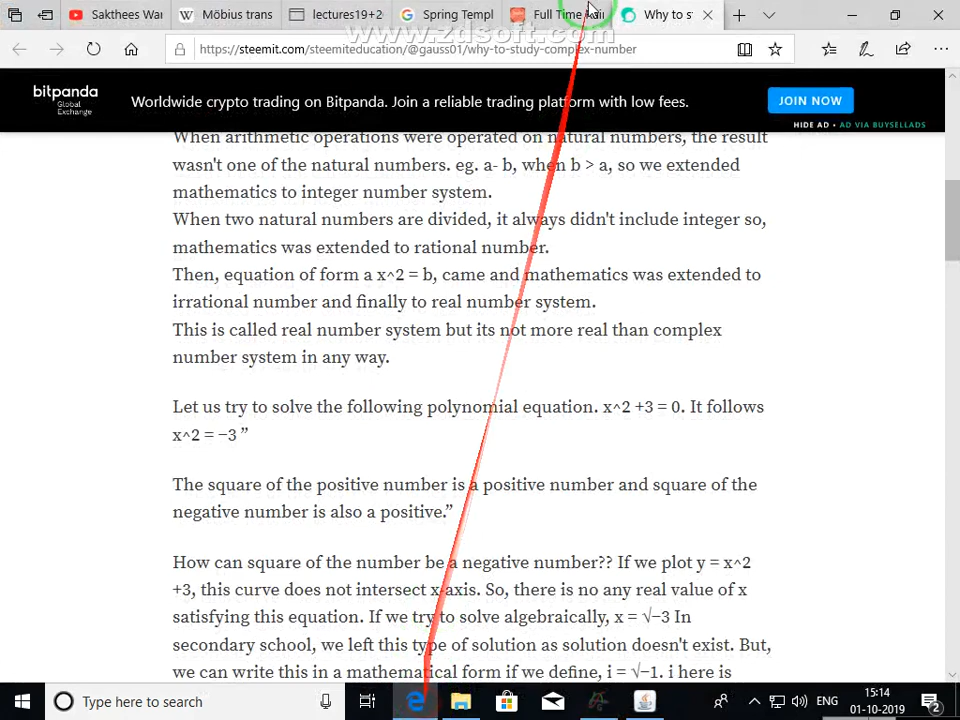 Sakthees War
Möbius trans
lectures19+2
Spring Templ
Full Time
Why to s
www.zdsoft.com
https://steemit.com/steemiteducation/@gauss01/why-to-study-complex-number
bitpanda
Global
Exchange
Worldwide crypto trading on Bitpanda. Join a reliable trading platform with low fees.
JOIN NOW
HIDE AD • AD VIA BUYSELLADS
When arithmetic operations were operated on natural numbers, the result
wasn't one of the natural numbers. eg. a- b, when b > a, so we extended
mathematics to integer number system.
When two natural numbers are divided, it always didn't include integer so,
mathematics was extended to rational number.
Then, equation of form a x^2 = b, came and mathematics was extended to
irrational number and finally to real number system.
This is called real number system but its not more real than complex
number system in any way.
Let us try to solve the following polynomial equation. x^2 +3 = 0. It follows
x^2 = −3 ”
The square of the positive number is a positive number and square of the
negative number is also a positive.”
How can square of the number be a negative number?? If we plot y = x^2
+3, this curve does not intersect x-axis. So, there is no any real value of x
satisfying this equation. If we try to solve algebraically, x = √−3 In
secondary school, we left this type of solution as solution doesn't exist. But,
we can write this in a mathematical form if we define, i = √−1. i here is
Type here to search
ENG
15:14
01-10-2019
2